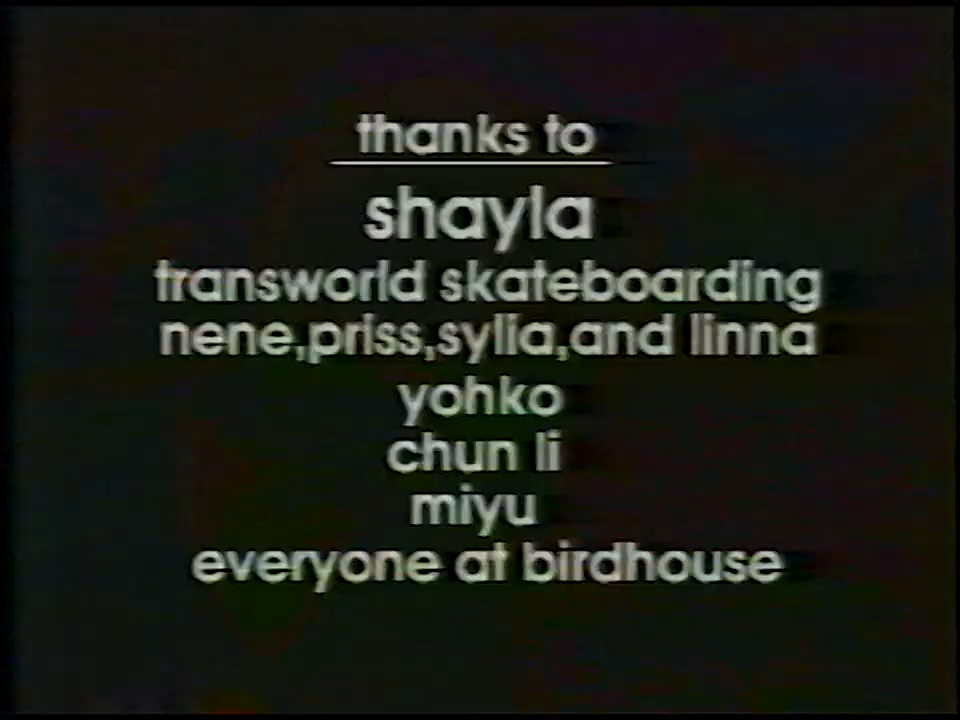 thanks to
shayla
transworld skateboarding
nene,priss,sylia,and linna
yohko
chun li
miyu
everyone at birdhouse